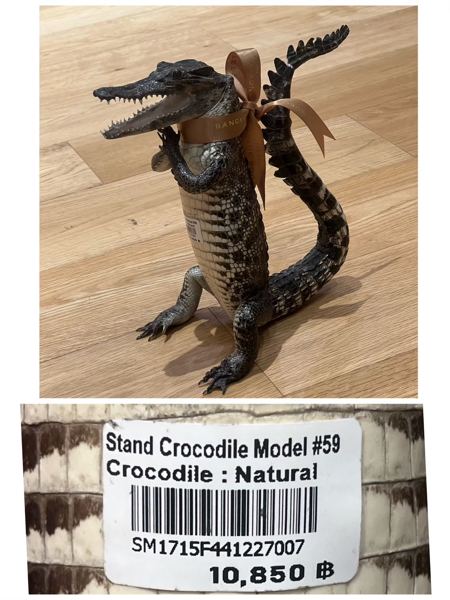 Stand Crocodile Model #59
Crocodile : Natural
SM1715F441227007
10,850 ฿